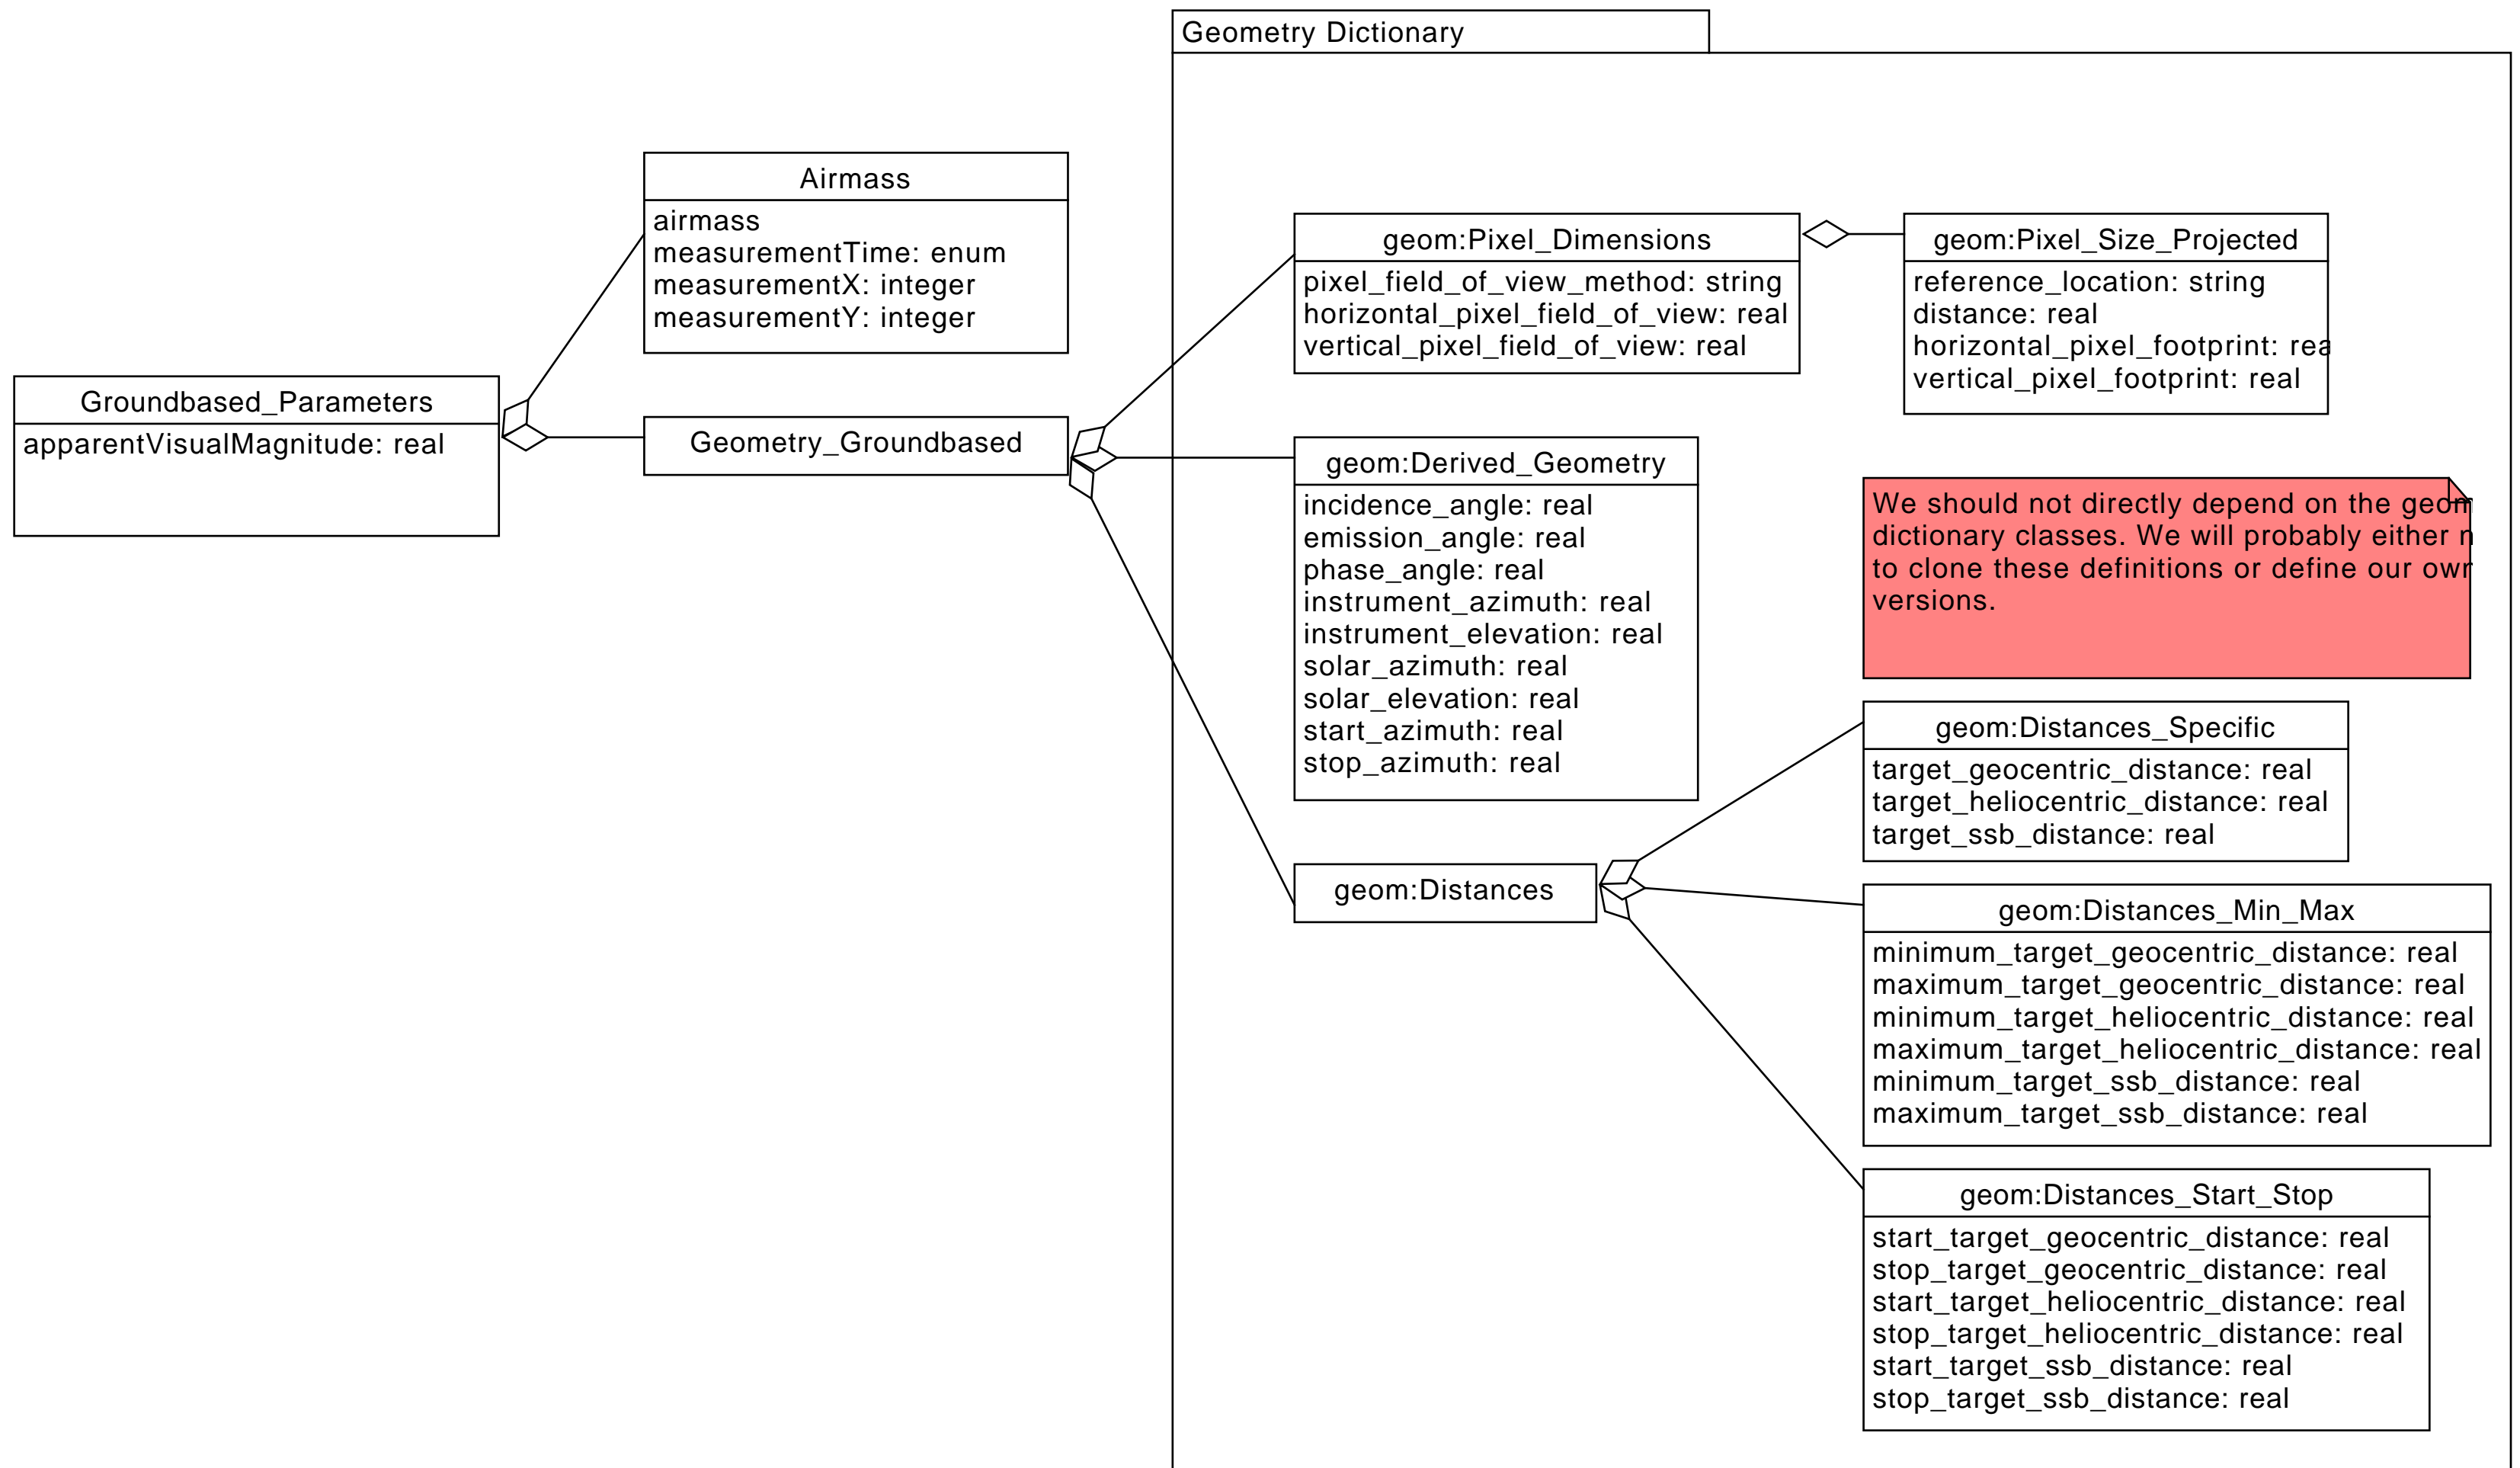 Geometry Dictionary
Airmass
airmass
measurementTime: enum
measurementX: integer
measurementY: integer
Groundbased_Parameters
apparentVisualMagnitude: real
Geometry_Groundbased
geom:Pixel_Dimensions
pixel_field_of_view_method: string
horizontal_pixel_field_of_view: real
vertical_pixel_field_of_view: real
geom:Pixel_Size_Projected
reference_location: string
distance: real
horizontal_pixel_footprint: rea
vertical_pixel_footprint: real
geom:Derived_Geometry
incidence_angle: real
emission_angle: real
phase_angle: real
instrument_azimuth: real
instrument_elevation: real
solar_azimuth: real
solar_elevation: real
start_azimuth: real
stop_azimuth: real
We should not directly depend on the geom
dictionary classes. We will probably either
to clone these definitions or define our own
versions.
geom:Distances
geom:Distances_Specific
target_geocentric_distance: real
target_heliocentric_distance: real
target_ssb_distance: real
geom:Distances_Min_Max
minimum_target_geocentric_distance: real
maximum_target_geocentric_distance: real
minimum_target_heliocentric_distance: real
maximum_target_heliocentric_distance: real
minimum_target_ssb_distance: real
maximum_target_ssb_distance: real
geom:Distances_Start_Stop
start_target_geocentric_distance: real
stop_target_geocentric_distance: real
start_target_heliocentric_distance: real
stop_target_heliocentric_distance: real
start_target_ssb_distance: real
stop_target_ssb_distance: real